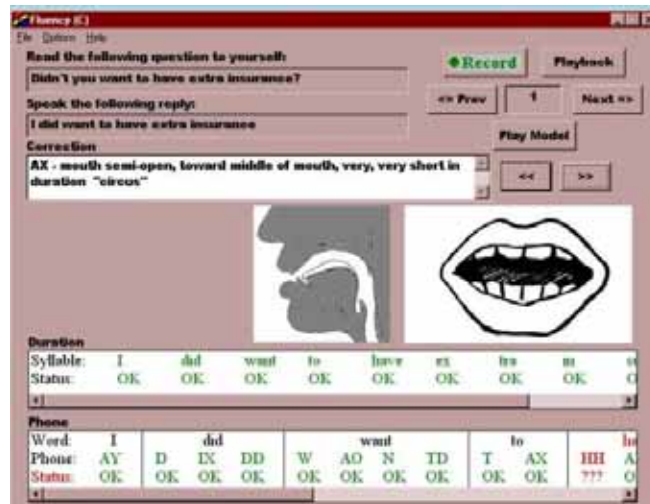 Fluency (C)
File Options Help
Read the following question to yourself:
Didn't you want to have extra insurance?
Speak the following reply:
I did want to have extra insurance
Correction
AX - mouth semi-open, toward middle of mouth, very, very short in
duration "circus"
Record Playback
<= Prev 1 Next =>
Play Model
<< >>
Duration
Syllable: I did want to have ex tra in
Status: OK OK OK OK OK OK OK OK O
Phone
Word: I did want to
Phone: AY D IX DD W AO N TD T AX HH
Status: OK OK OK OK OK OK OK OK OK OK ??? O